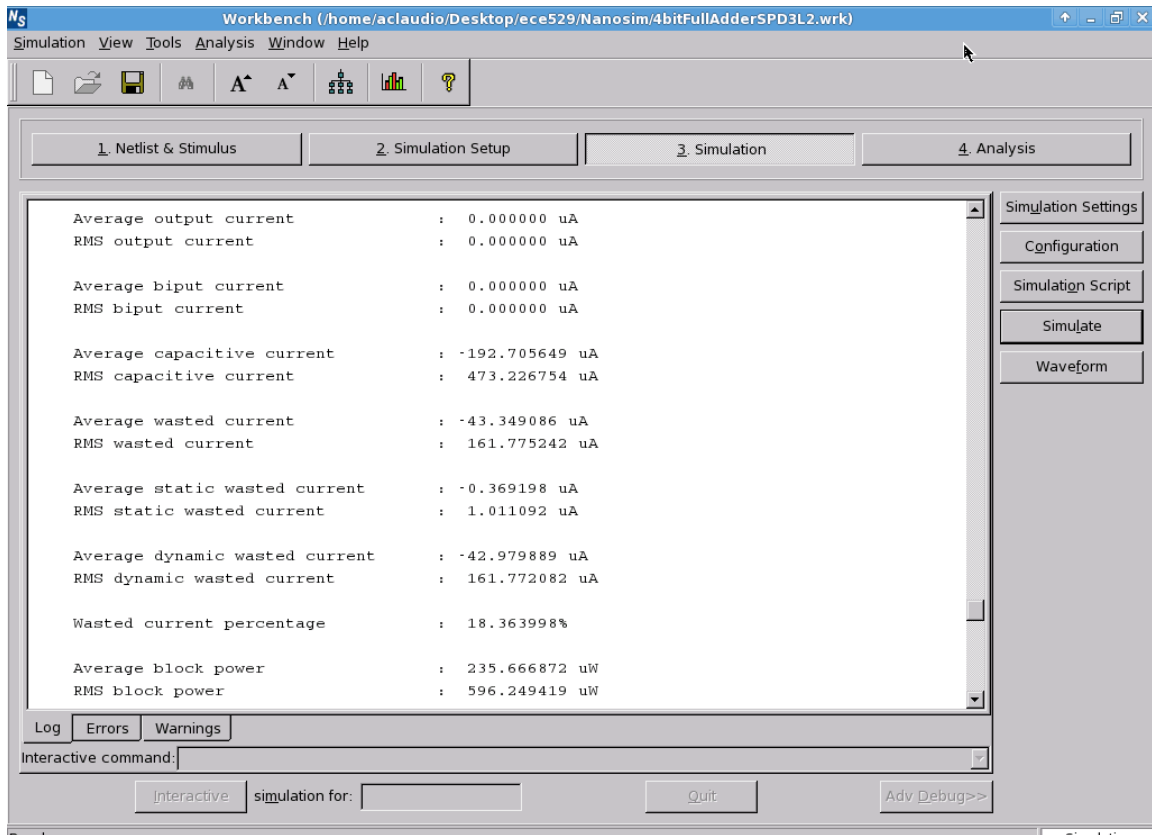 NS Workbench (/home/aclaudio/Desktop/ece529/Nanosim/4bitFullAdderSPD3L2.wrk)
Simulation View Tools Analysis Window Help
A A ?
1. Netlist & Stimulus 2. Simulation Setup 3. Simulation 4. Analysis
Average output current : 0.000000 uA
RMS output current : 0.000000 uA
Average biput current : 0.000000 uA
RMS biput current : 0.000000 uA
Average capacitive current : -192.705649 uA
RMS capacitive current : 473.226754 uA
Average wasted current : -43.349086 uA
RMS wasted current : 161.775242 uA
Average static wasted current : -0.369198 uA
RMS static wasted current : 1.011092 uA
Average dynamic wasted current : -42.979889 uA
RMS dynamic wasted current : 161.772082 uA
Wasted current percentage : 18.363998%
Average block power : 235.666872 uW
RMS block power : 596.249419 uW
Simulation Settings
Configuration
Simulation Script
Simulate
Waveform
Log Errors Warnings
Interactive command:
Interactive simulation for: Quit Adv Debug>>